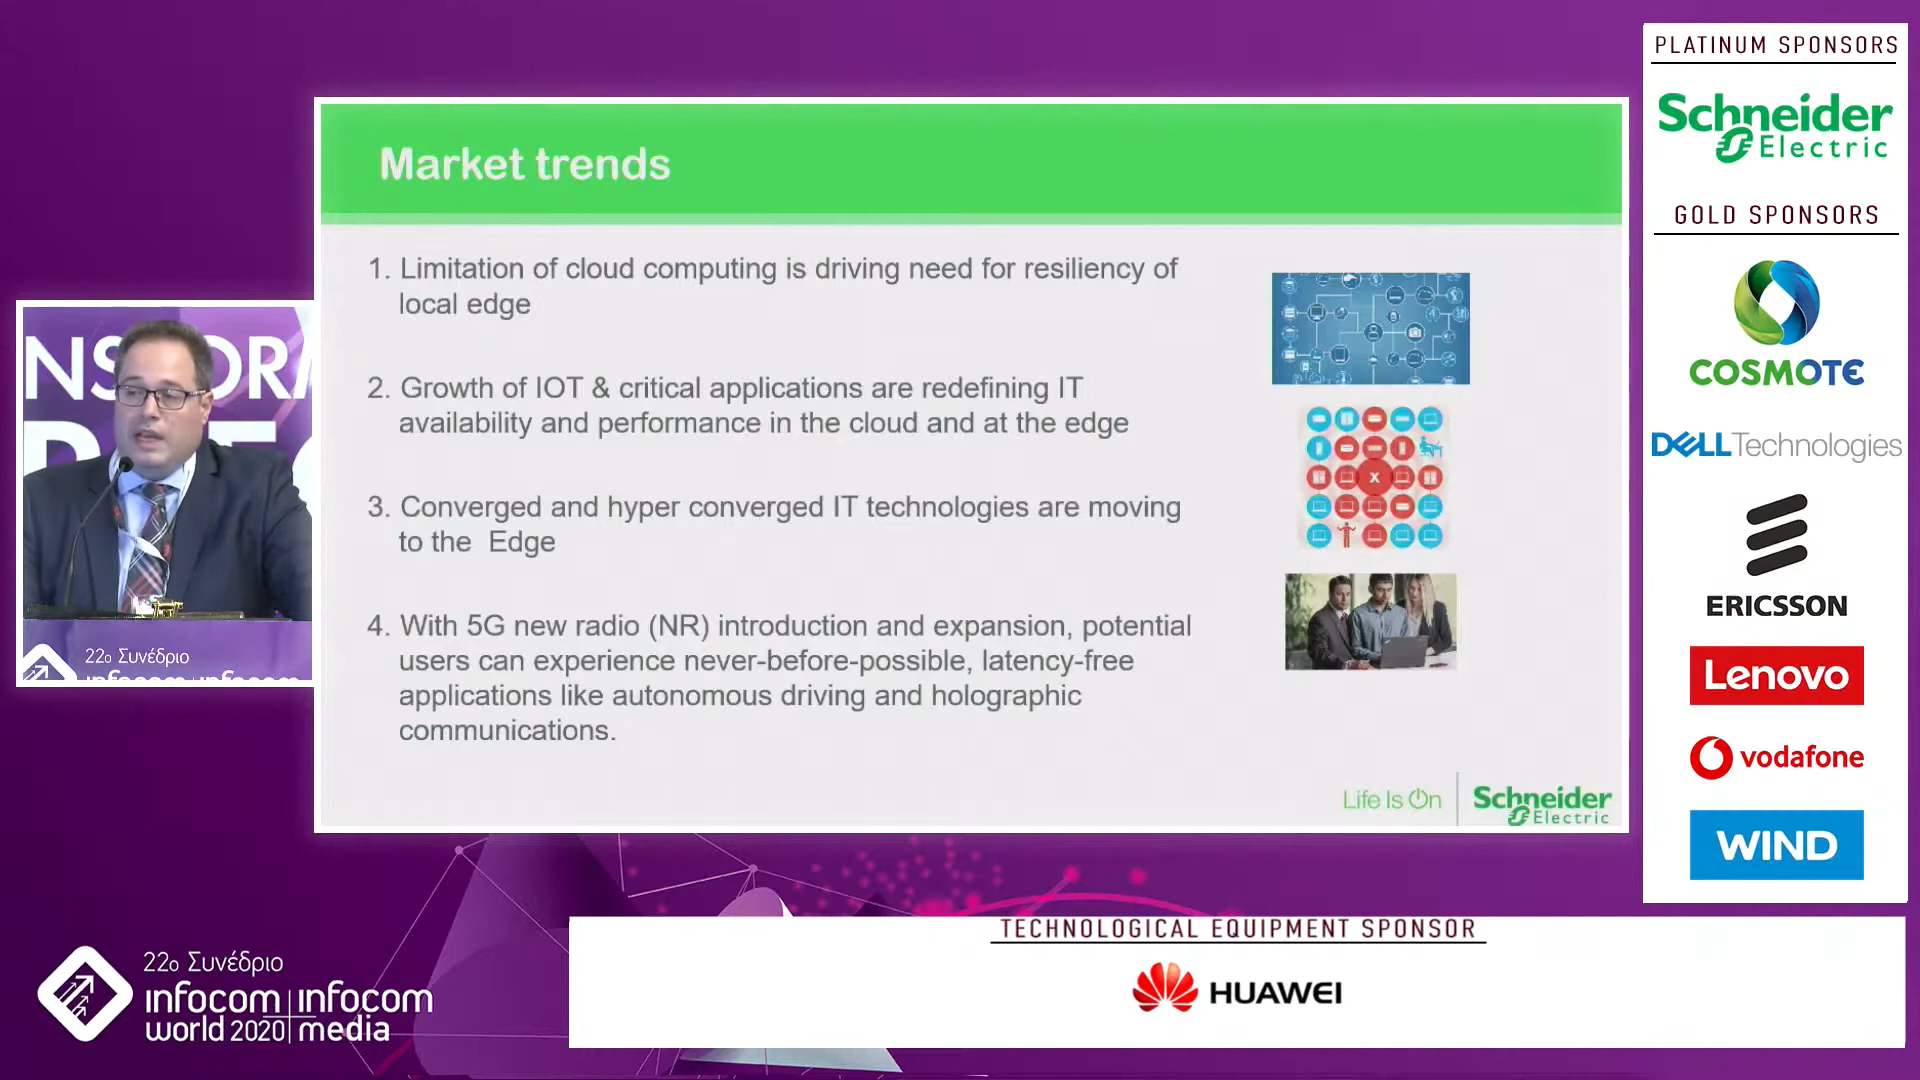 PLATINUM SPONSORS
Schneider
Electric
GOLD SPONSORS
COSMOTE
DELL Technologies
ERICSSON
Lenovo
vodafone
WIND
Market trends
1. Limitation of cloud computing is driving need for resiliency of
local edge
2. Growth of IOT & critical applications are redefining IT
availability and performance in the cloud and at the edge
3. Converged and hyper converged IT technologies are moving
to the Edge
4. With 5G new radio (NR) introduction and expansion, potential
users can experience never-before-possible, latency-free
applications like autonomous driving and holographic
communications.
X
Life Is On
Schneider
Electric
NSFOR
22ο Συνέδριο
infocom infocom
TECHNOLOGICAL EQUIPMENT SPONSOR
HUAWEI
22ο Συνέδριο
infocom infocom
world 2020 media